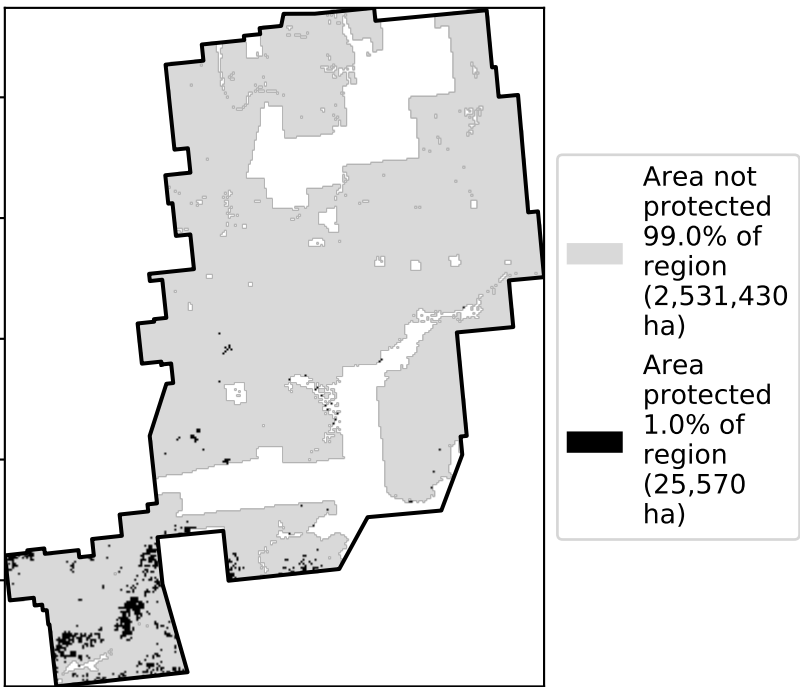 Area not
protected
99.0% of
region
(2,531,430
ha)
Area
protected
1.0% of
region
(25,570
ha)